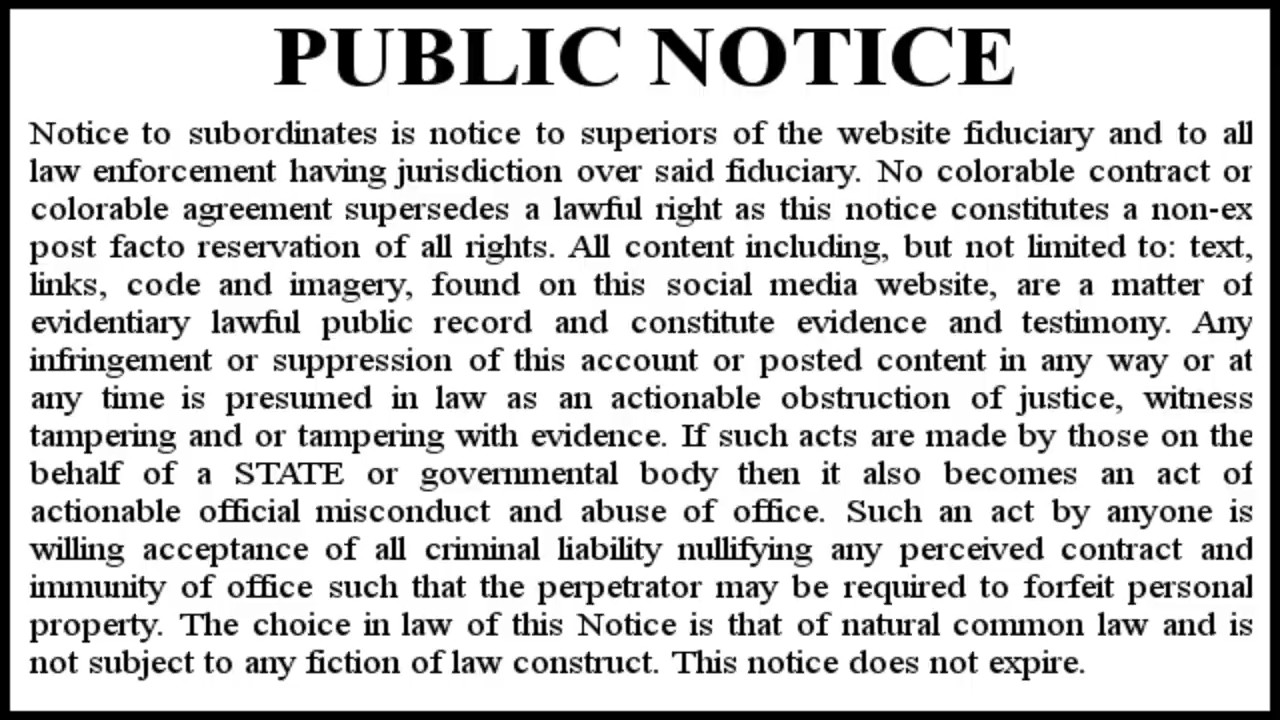 PUBLIC NOTICE
Notice to subordinates is notice to superiors of the website fiduciary and to all
law enforcement having jurisdiction over said fiduciary. No colorable contract or
colorable agreement supersedes a lawful right as this notice constitutes a non-ex
post facto reservation of all rights. All content including, but not limited to: text,
links, code and imagery, found on this social media website, are a matter of
evidentiary lawful public record and constitute evidence and testimony. Any
infringement or suppression of this account or posted content in any way or at
any time is presumed in law as an actionable obstruction of justice, witness
tampering and or tampering with evidence. If such acts are made by those on the
behalf of a STATE or governmental body then it also becomes an act of
actionable official misconduct and abuse of office. Such an act by anyone is
willing acceptance of all criminal liability nullifying any perceived contract and
immunity of office such that the perpetrator may be required to forfeit personal
property. The choice in law of this Notice is that of natural common law and is
not subject to any fiction of law construct. This notice does not expire.